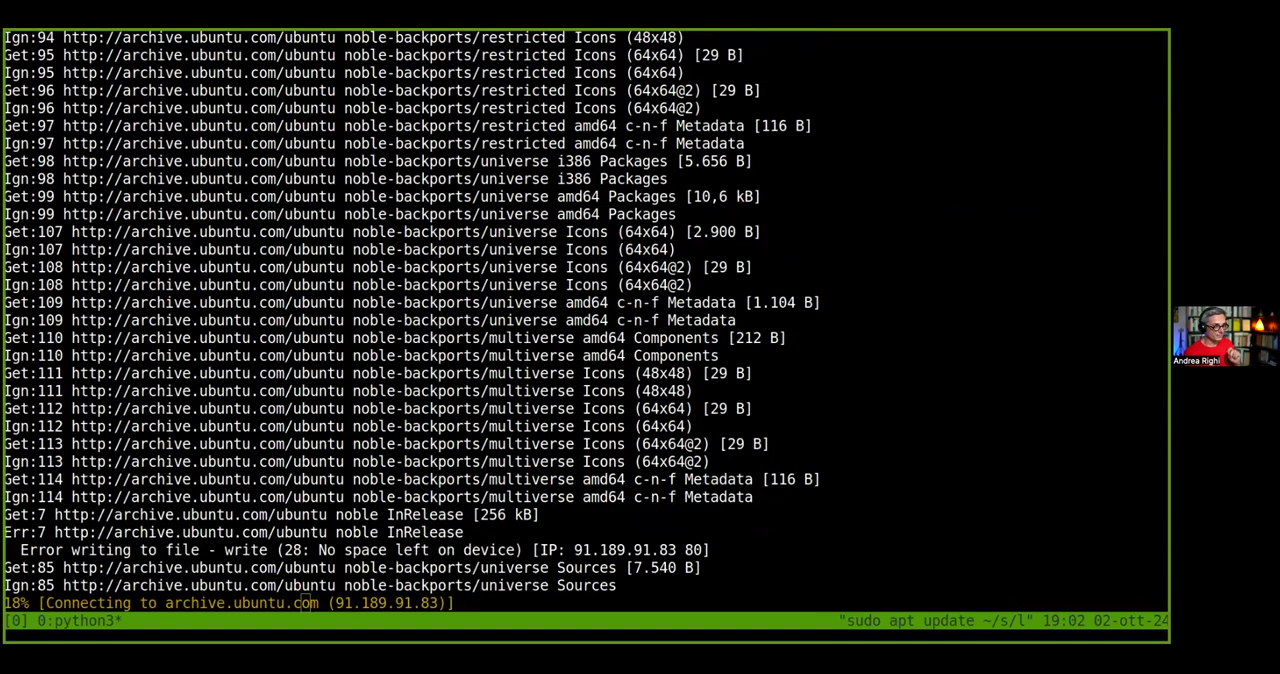 Ign:94 http://archive.ubuntu.com/ubuntu noble-backports/restricted Icons (48x48)
Get:95 http://archive.ubuntu.com/ubuntu noble-backports/restricted Icons (64x64) [29 B]
Ign:95 http://archive.ubuntu.com/ubuntu noble-backports/restricted Icons (64x64)
Get:96 http://archive.ubuntu.com/ubuntu noble-backports/restricted Icons (64x64@2) [29 B]
Ign:96 http://archive.ubuntu.com/ubuntu noble-backports/restricted Icons (64x64@2)
Get:97 http://archive.ubuntu.com/ubuntu noble-backports/restricted amd64 c-n-f Metadata [116 B]
Ign:97 http://archive.ubuntu.com/ubuntu noble-backports/restricted amd64 c-n-f Metadata
Get:98 http://archive.ubuntu.com/ubuntu noble-backports/universe i386 Packages [5.656 B]
Ign:98 http://archive.ubuntu.com/ubuntu noble-backports/universe i386 Packages
Get:99 http://archive.ubuntu.com/ubuntu noble-backports/universe amd64 Packages [10,6 kB]
Ign:99 http://archive.ubuntu.com/ubuntu noble-backports/universe amd64 Packages
Get:107 http://archive.ubuntu.com/ubuntu noble-backports/universe Icons (64x64) [2.900 B]
Ign:107 http://archive.ubuntu.com/ubuntu noble-backports/universe Icons (64x64)
Get:108 http://archive.ubuntu.com/ubuntu noble-backports/universe Icons (64x64@2) [29 B]
Ign:108 http://archive.ubuntu.com/ubuntu noble-backports/universe Icons (64x64@2)
Get:109 http://archive.ubuntu.com/ubuntu noble-backports/universe amd64 c-n-f Metadata [1.104 B]
Ign:109 http://archive.ubuntu.com/ubuntu noble-backports/universe amd64 c-n-f Metadata
Get:110 http://archive.ubuntu.com/ubuntu noble-backports/multiverse amd64 Components [212 B]
Ign:110 http://archive.ubuntu.com/ubuntu noble-backports/multiverse amd64 Components
Get:111 http://archive.ubuntu.com/ubuntu noble-backports/multiverse Icons (48x48) [29 B]
Ign:111 http://archive.ubuntu.com/ubuntu noble-backports/multiverse Icons (48x48)
Get:112 http://archive.ubuntu.com/ubuntu noble-backports/multiverse Icons (64x64) [29 B]
Ign:112 http://archive.ubuntu.com/ubuntu noble-backports/multiverse Icons (64x64)
Get:113 http://archive.ubuntu.com/ubuntu noble-backports/multiverse Icons (64x64@2) [29 B]
Ign:113 http://archive.ubuntu.com/ubuntu noble-backports/multiverse Icons (64x64@2)
Get:114 http://archive.ubuntu.com/ubuntu noble-backports/multiverse amd64 c-n-f Metadata [116 B]
Ign:114 http://archive.ubuntu.com/ubuntu noble-backports/multiverse amd64 c-n-f Metadata
Get:7 http://archive.ubuntu.com/ubuntu noble InRelease [256 kB]
Err:7 http://archive.ubuntu.com/ubuntu noble InRelease
Error writing to file - write (28: No space left on device) [IP: 91.189.91.83 80]
Get:85 http://archive.ubuntu.com/ubuntu noble-backports/universe Sources [7.540 B]
Ign:85 http://archive.ubuntu.com/ubuntu noble-backports/universe Sources
18% [Connecting to archive.ubuntu.com (91.189.91.83)]
[0] 0:python3* "sudo apt update ~/s/l" 19:02 02-ott-24
Andrea Righi